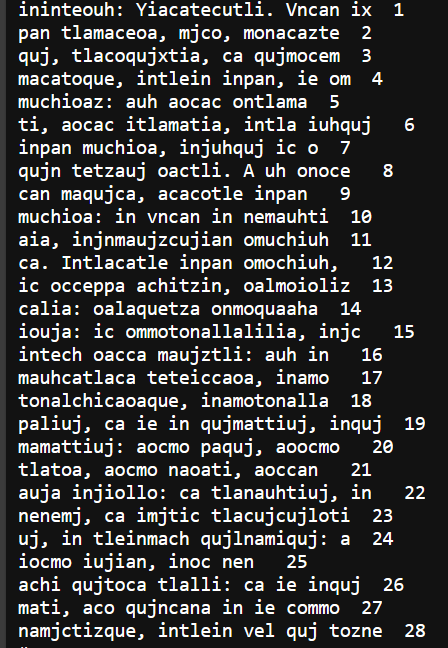 ininteouh: Yiacatecutli. Vncan ix 1
pan tlamaceoa, mjco, monacazte 2
quj, tlacoqujxtia, ca qujmocem 3
macatoque, intlein inpan, ie om 4
muchioaz: auh aocac ontlama 5
ti, aocac itlamatia, intla iuhquj 6
inpan muchioa, injuhquj ic o 7
qujn tetzauj oactli. A uh onoce 8
can maqujca, acacotle inpan 9
muchioa: in vncan in nemauhti 10
aia, injnmaujzcujian omuchiuh 11
ca. Intlacatle inpan omochiuh, 12
ic occeppa achitzin, oalmoioliz 13
calia: oalaquetza onmoquaaha 14
iouja: ic ommotonallalilia, injc 15
intech oacca maujztli: auh in 16
mauhcatlaca teteiccaoa, inamo 17
tonalchicaoaque, inamotonalla 18
paliuj, ca ie in qujmattiuj, inquj 19
mamattiuj: aocmo paquj, aoocmo 20
tlatoa, aocmo naoati, aoccan 21
auja injiollo: ca tlanauhtiuj, in 22
nenemj, ca imjtic tlacujcujloti 23
uj, in tleinmach qujlnamiquj: a 24
iocmo iujian, inoc nen 25
achi qujtoca tlalli: ca ie inquj 26
mati, aco qujncana in ie commo 27
namjctizque, intlein vel quj tozne 28